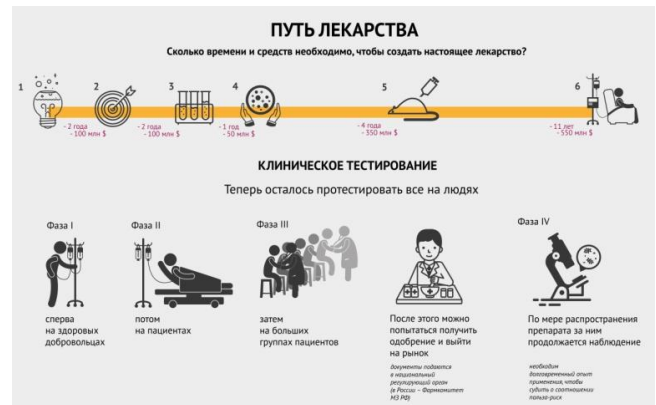 ПУТЬ ЛЕКАРСТВА
Сколько времени и средств необходимо, чтобы создать настоящее лекарство?
1
2
3
4
5
6
- 2 года
- 100 млн $
- 2 года
- 100 млн $
- 1 год
- 50 млн $
- 4 года
- 350 млн $
- 11 лет
- 550 млн $
КЛИНИЧЕСКОЕ ТЕСТИРОВАНИЕ
Теперь осталось протестировать все на людях
Фаза I
Фаза II
Фаза III
Фаза IV
сперва
на здоровых
добровольцах
потом
на пациентах
затем
на больших
группах пациентов
После этого можно
попытаться получить
одобрение и выйти
на рынок
документы подаются
в национальный
регулирующий орган
(в России – Фармкомитет
МЗ РФ)
По мере распространения
препарата за ним
продолжается наблюдение
необходим
долговременный опыт
применения, чтобы
судить о соотношении
польза-риск